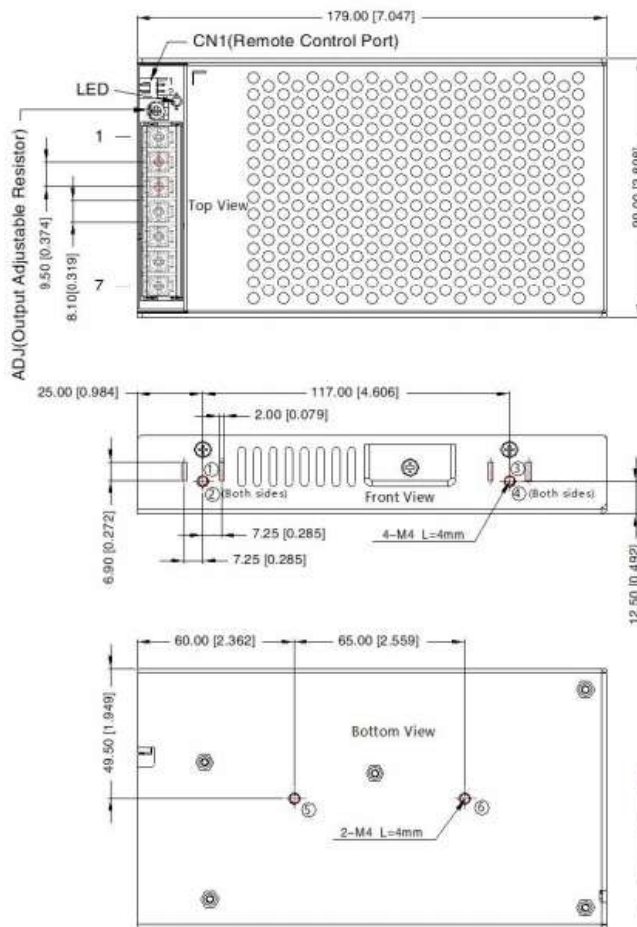 179.00 [7.047]
CN1(Remote Control Port)
LED
ADJ(Output Adjustable Resistor)
1
Top View
9.50 [0.374]
8.10[0.319]
7
25.00 [0.984]
117.00 [4.606]
2.00 [0.079]
①
③
② (Both sides)
Front View
④ (Both sides)
6.90 [0.272]
7.25 [0.285]
4-M4 L=4mm
7.25 [0.285]
12.50 [0.492]
60.00 [2.362]
65.00 [2.559]
49.50 [1.949]
Bottom View
⑤
⑥
2-M4 L=4mm